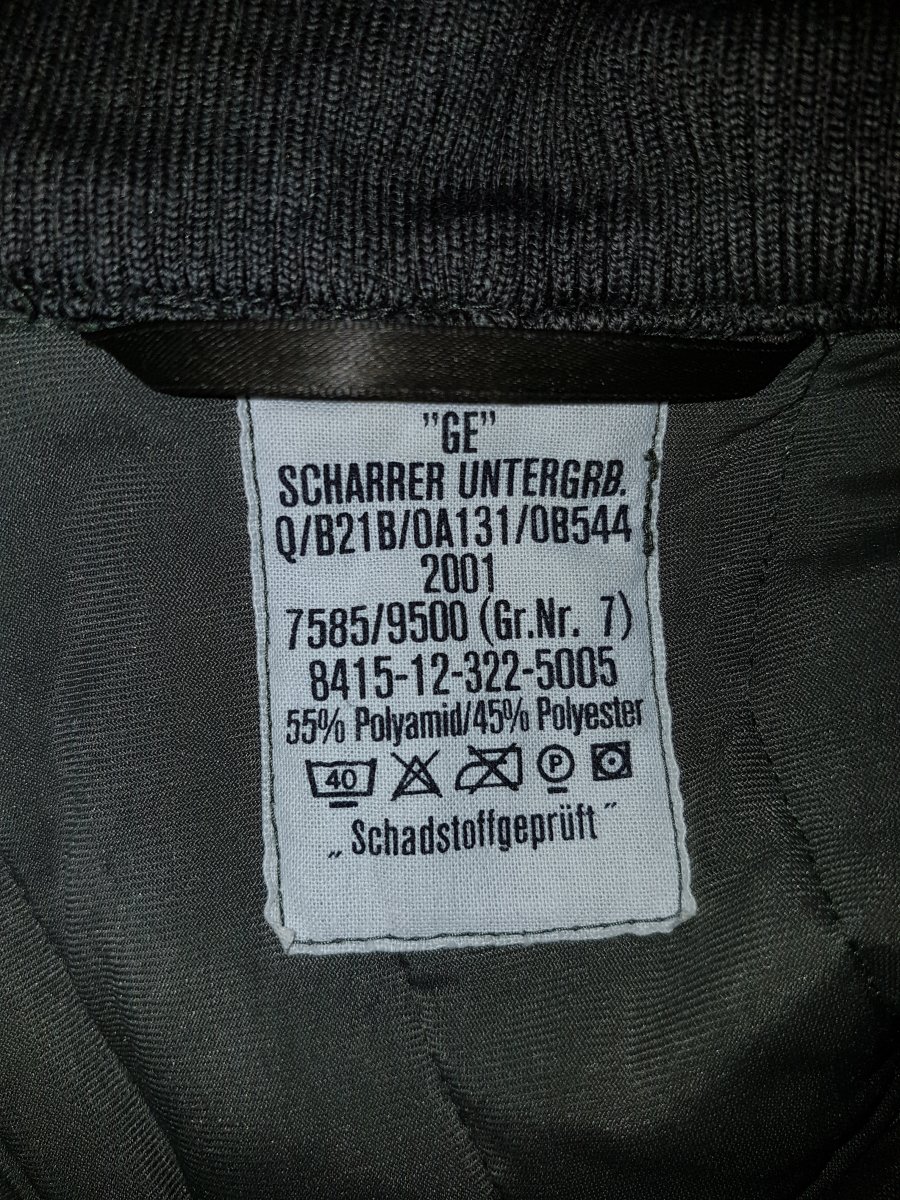 "GE"
SCHARRER UNTERGRB.
Q/B21B/0A131/0B544
2001
7585/9500 (Gr.Nr. 7)
8415-12-322-5005
55% Polyamid/45% Polyester
40 P
„Schadstoffgeprüft"